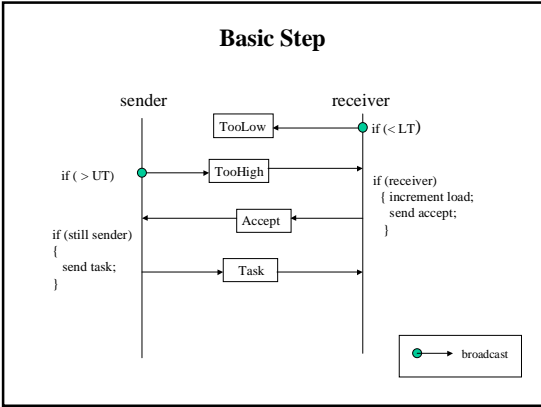 Basic Step
sender
receiver
TooLow
if (< LT)
if ( > UT)
TooHigh
if (receiver)
{ increment load;
send accept;
}
Accept
if (still sender)
{
send task;
}
Task
broadcast